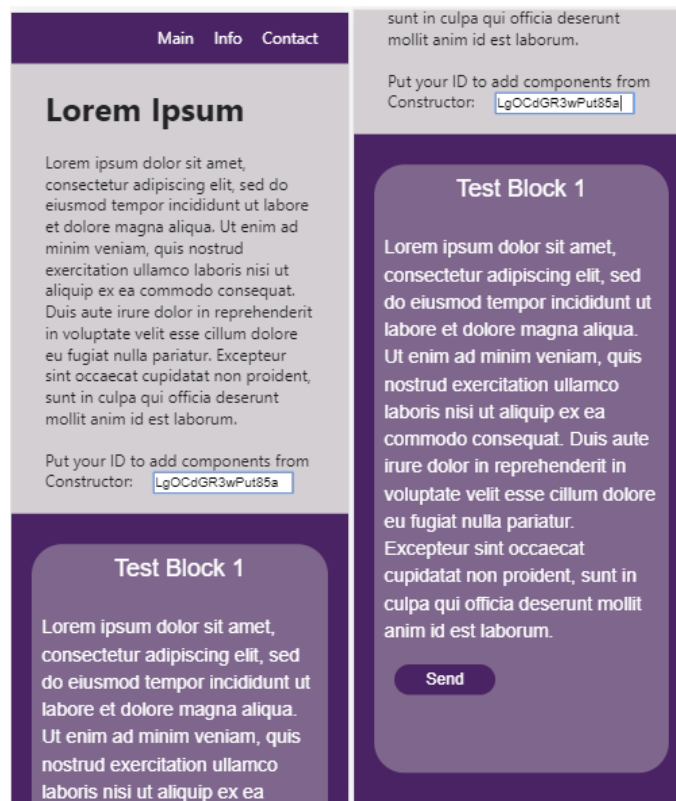 Main Info Contact
Lorem Ipsum
Lorem ipsum dolor sit amet,
consectetur adipiscing elit, sed do
eiusmod tempor incididunt ut labore
et dolore magna aliqua. Ut enim ad
minim veniam, quis nostrud
exercitation ullamco laboris nisi ut
aliquip ex ea commodo consequat.
Duis aute irure dolor in reprehenderit
in voluptate velit esse cillum dolore
eu fugiat nulla pariatur. Excepteur
sint occaecat cupidatat non proident,
sunt in culpa qui officia deserunt
mollit anim id est laborum.
Put your ID to add components from
Constructor: LgOCdGR3wPut85a
Test Block 1
Lorem ipsum dolor sit amet,
consectetur adipiscing elit, sed
do eiusmod tempor incididunt ut
labore et dolore magna aliqua.
Ut enim ad minim veniam, quis
nostrud exercitation ullamco
laboris nisi ut aliquip ex ea
sunt in culpa qui officia deserunt
mollit anim id est laborum.
Put your ID to add components from
Constructor: LgOCdGR3wPut85a
Test Block 1
Lorem ipsum dolor sit amet,
consectetur adipiscing elit, sed
do eiusmod tempor incididunt ut
labore et dolore magna aliqua.
Ut enim ad minim veniam, quis
nostrud exercitation ullamco
laboris nisi ut aliquip ex ea
commodo consequat. Duis aute
irure dolor in reprehenderit in
voluptate velit esse cillum dolore
eu fugiat nulla pariatur.
Excepteur sint occaecat
cupidatat non proident, sunt in
culpa qui officia deserunt mollit
anim id est laborum.
Send